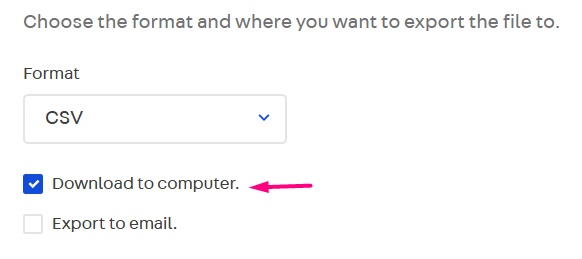 Choose the format and where you want to export the file to.
Format
CSV
Download to computer.
Export to email.